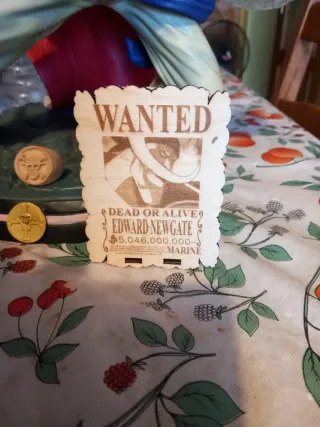 WANTED
DEAD OR ALIVE
EDWARD·NEWGATE
5.046.000.000-
MARINE